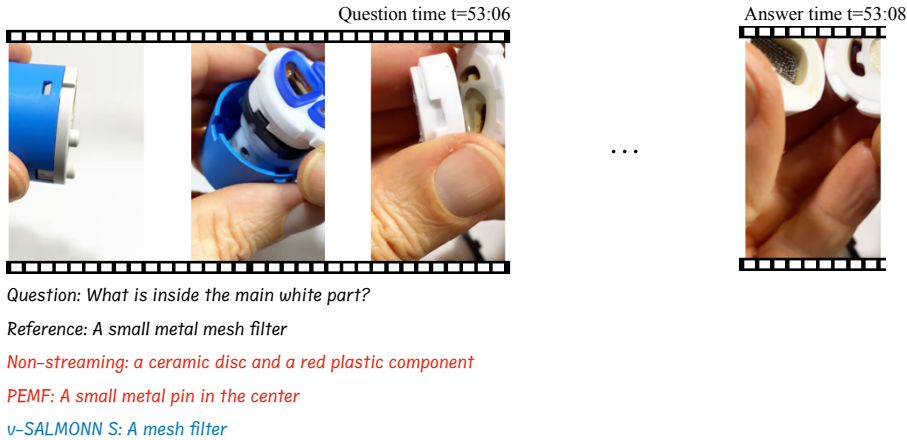 Question time t=53:06
Answer time t=53:08
...
Question: What is inside the main white part?
Reference: A small metal mesh filter
Non-streaming: a ceramic disc and a red plastic component
PEMF: A small metal pin in the center
v-SALMONN S: A mesh filter